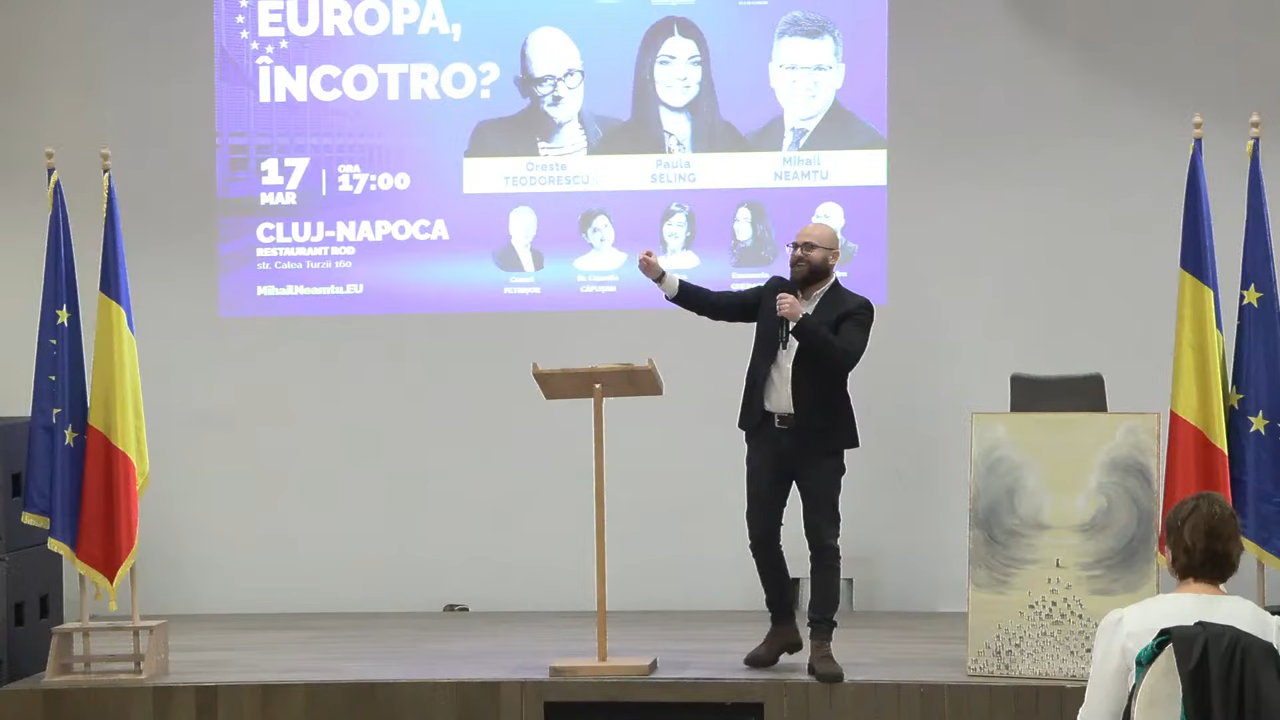 EUROPA,
ÎNCOTRO?
Oreste
TEODORESCU
Paula
SELING
Mihail
NEAMȚU
17
MAR
ORA
17:00
CLUJ-NAPOCA
RESTAURANT ROD
str. Calea Turzii 160
MihailNeamtu.EU
CĂPUȘAN